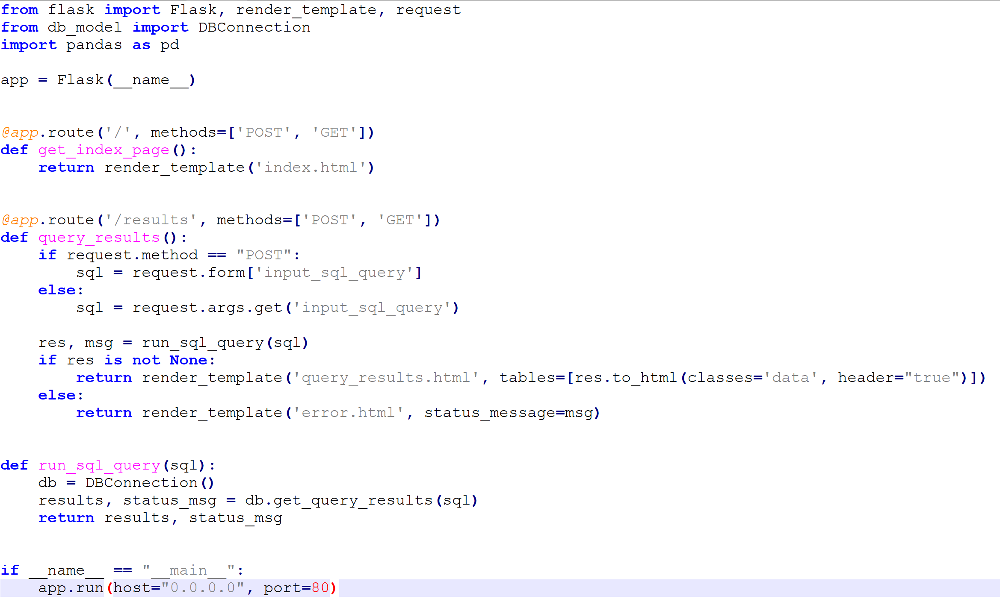 from flask import Flask, render_template, request
from db_model import DBConnection
import pandas as pd

app = Flask(__name__)


@app.route('/', methods=['POST', 'GET'])
def get_index_page():
    return render_template('index.html')


@app.route('/results', methods=['POST', 'GET'])
def query_results():
    if request.method == "POST":
        sql = request.form['input_sql_query']
    else:
        sql = request.args.get('input_sql_query')

    res, msg = run_sql_query(sql)
    if res is not None:
        return render_template('query_results.html', tables=[res.to_html(classes='data', header="true")])
    else:
        return render_template('error.html', status_message=msg)


def run_sql_query(sql):
    db = DBConnection()
    results, status_msg = db.get_query_results(sql)
    return results, status_msg


if __name__ == "__main__":
    app.run(host="0.0.0.0", port=80)